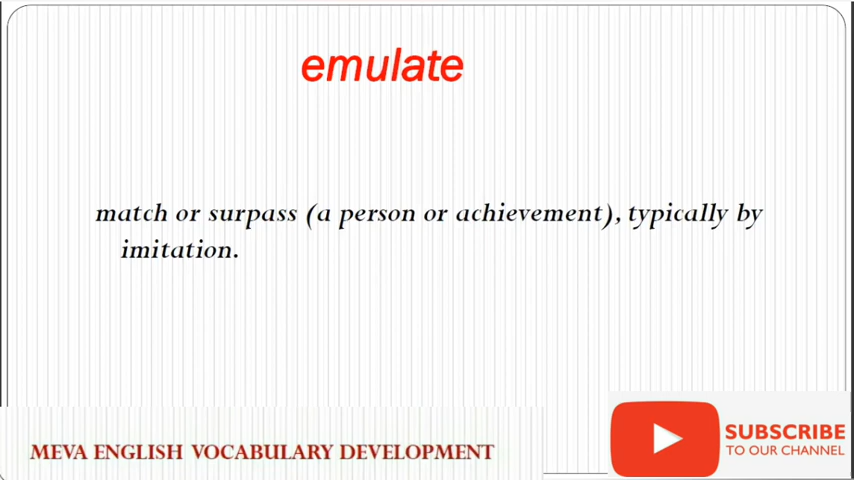 emulate
match or surpass (a person or achievement), typically by
imitation.
MEVA ENGLISH VOCABULARY DEVELOPMENT
SUBSCRIBE
TO OUR CHANNEL